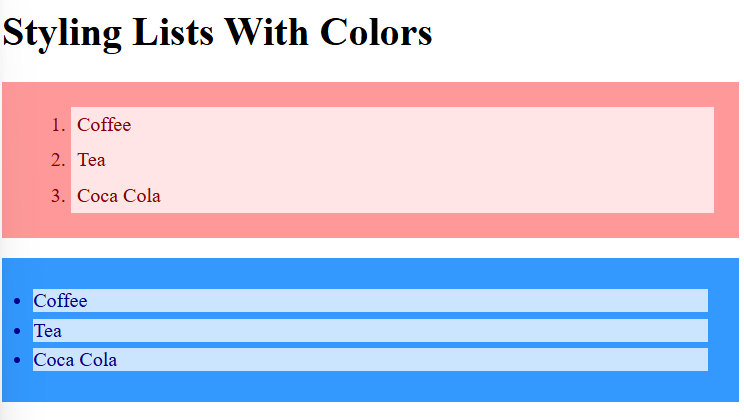 Styling Lists With Colors
1. Coffee
2. Tea
3. Coca Cola
• Coffee
• Tea
• Coca Cola